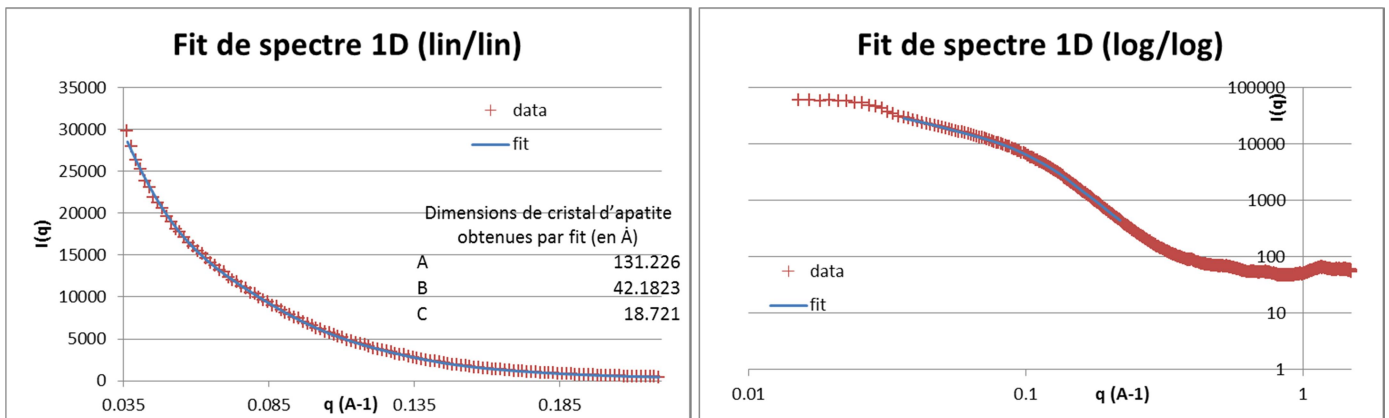 Fit de spectre 1D (lin/lin)
35000
30000
25000
20000
15000
10000
5000
0
I(q)
data
fit
Dimensions de cristal d’apatite
obtenues par fit (en Å)
A 131.226
B 42.1823
C 18.721
0.035 0.085 0.135 0.185
q (A-1)
Fit de spectre 1D (log/log)
100000
10000
1000
100
10
1
I(q)
data
fit
0.01 0.1 1
q (A-1)